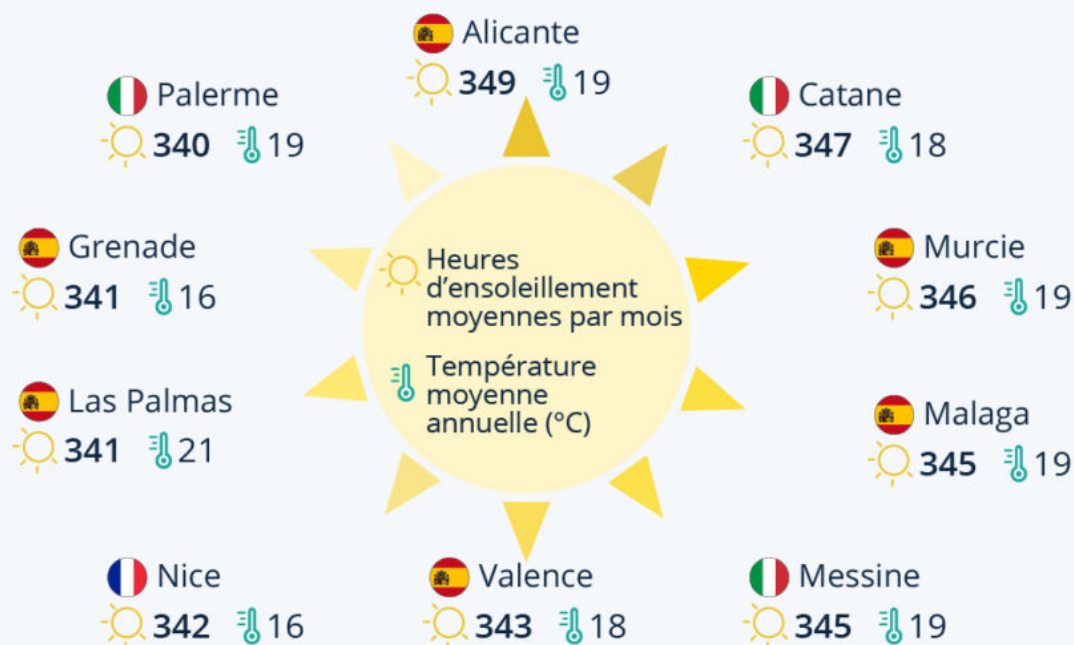 Alicante
349 19
Palerme
340 19
Catane
347 18
Grenade
341 16
Murcie
346 19
Heures
d’ensoleillement
moyennes par mois
Température
moyenne
annuelle (°C)
Las Palmas
341 21
Malaga
345 19
Nice
342 16
Valence
343 18
Messine
345 19